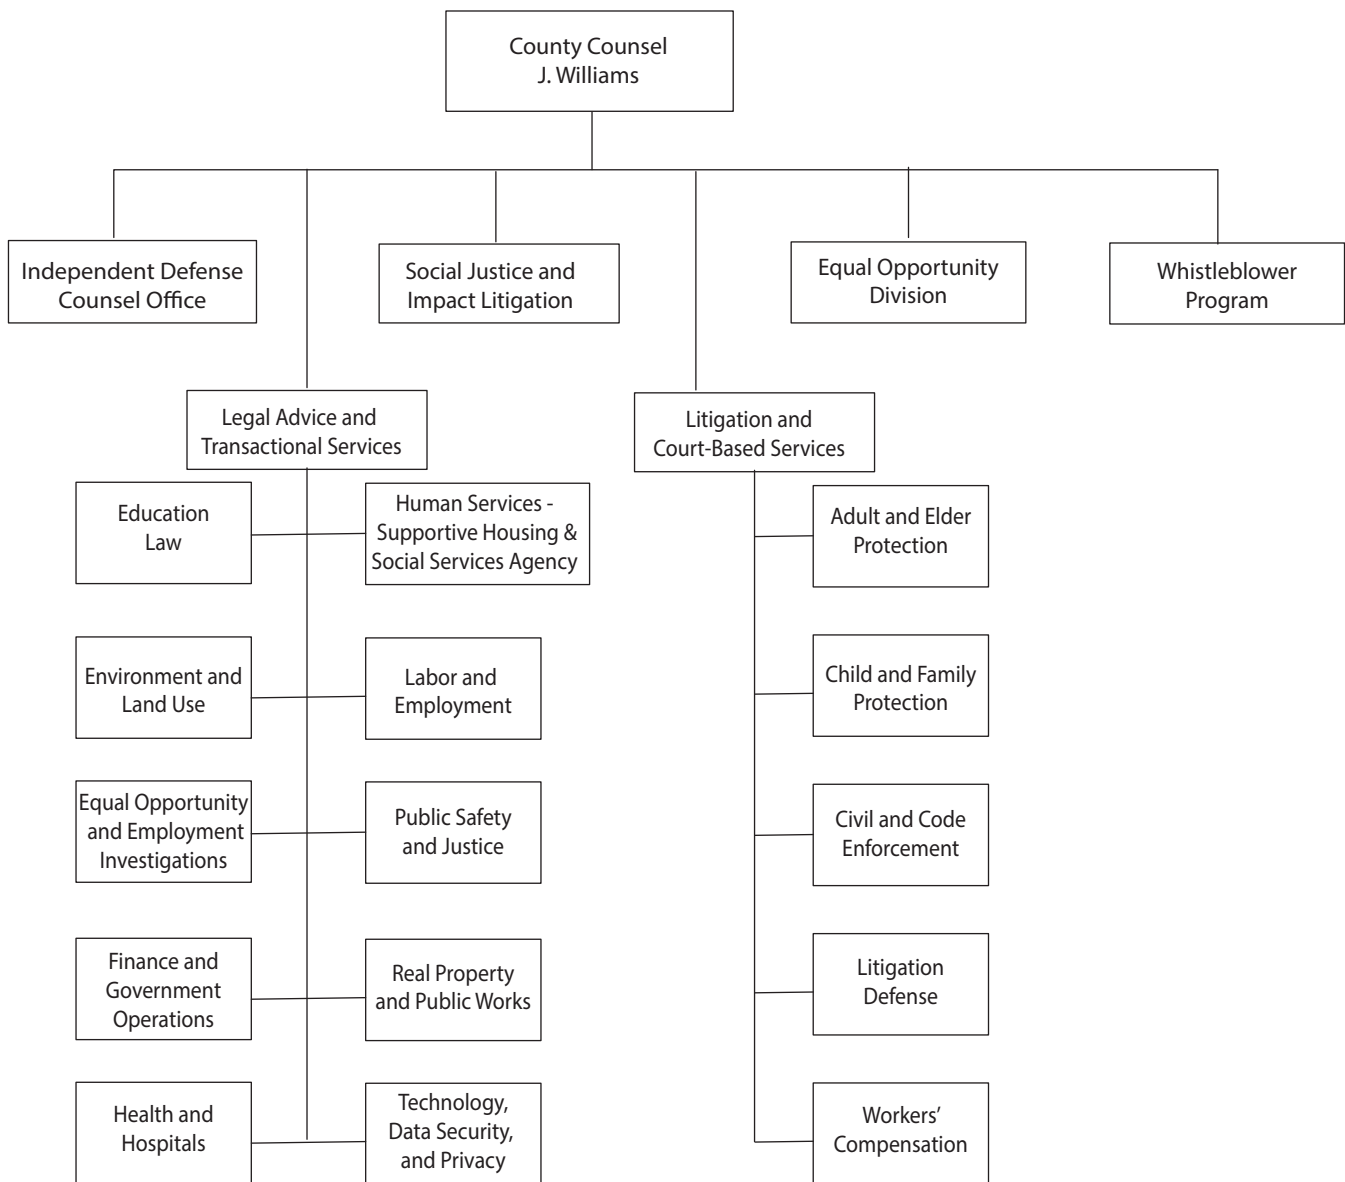 County Counsel
J. Williams
Independent Defense
Counsel Office
Social Justice and
Impact Litigation
Equal Opportunity
Division
Whistleblower
Program
Legal Advice and
Transactional Services
Litigation and
Court-Based Services
Education
Law
Human Services -
Supportive Housing &
Social Services Agency
Adult and Elder
Protection
Environment and
Land Use
Labor and
Employment
Child and Family
Protection
Equal Opportunity
and Employment
Investigations
Public Safety
and Justice
Civil and Code
Enforcement
Finance and
Government
Operations
Real Property
and Public Works
Litigation
Defense
Health and
Hospitals
Technology,
Data Security,
and Privacy
Workers’
Compensation